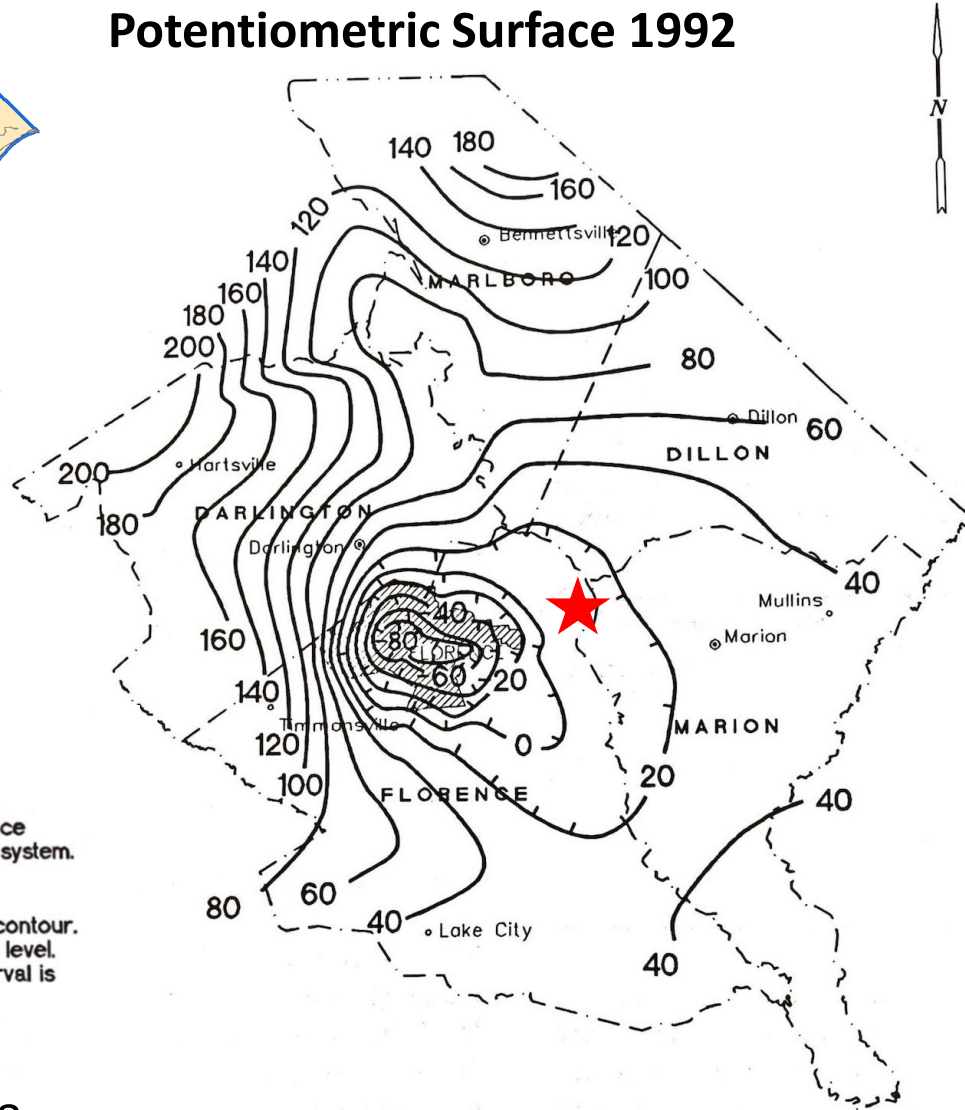 Potentiometric Surface 1992
N
140 180
160
120
Bennettsville
120
140
MARLBORO
100
160
180
200
80
Dillon
60
DILLON
200
Hartsville
180
DARLINGTON
Darlington
40
Mullins
-40
160
-80
Marion
-60
-20
140
Timmonsville
MARION
120
0
100
20
FLORENCE
40
ce
system.
80
60
40
contour.
Lake City
level.
rval is
40